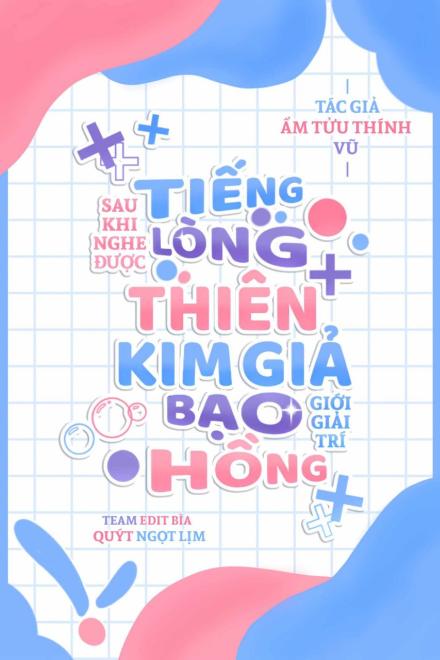 TÁC GIẢ
ẨM TỬU THÍNH
VŨ
SAU
KHI
NGHE
ĐƯỢC
TIẾNG
LÒNG
THIÊN
KIM GIẢ
BẠO
GIỚI
GIẢI
TRÍ
HỒNG
TEAM EDIT BÌA
QUÝT NGỌT LỊM